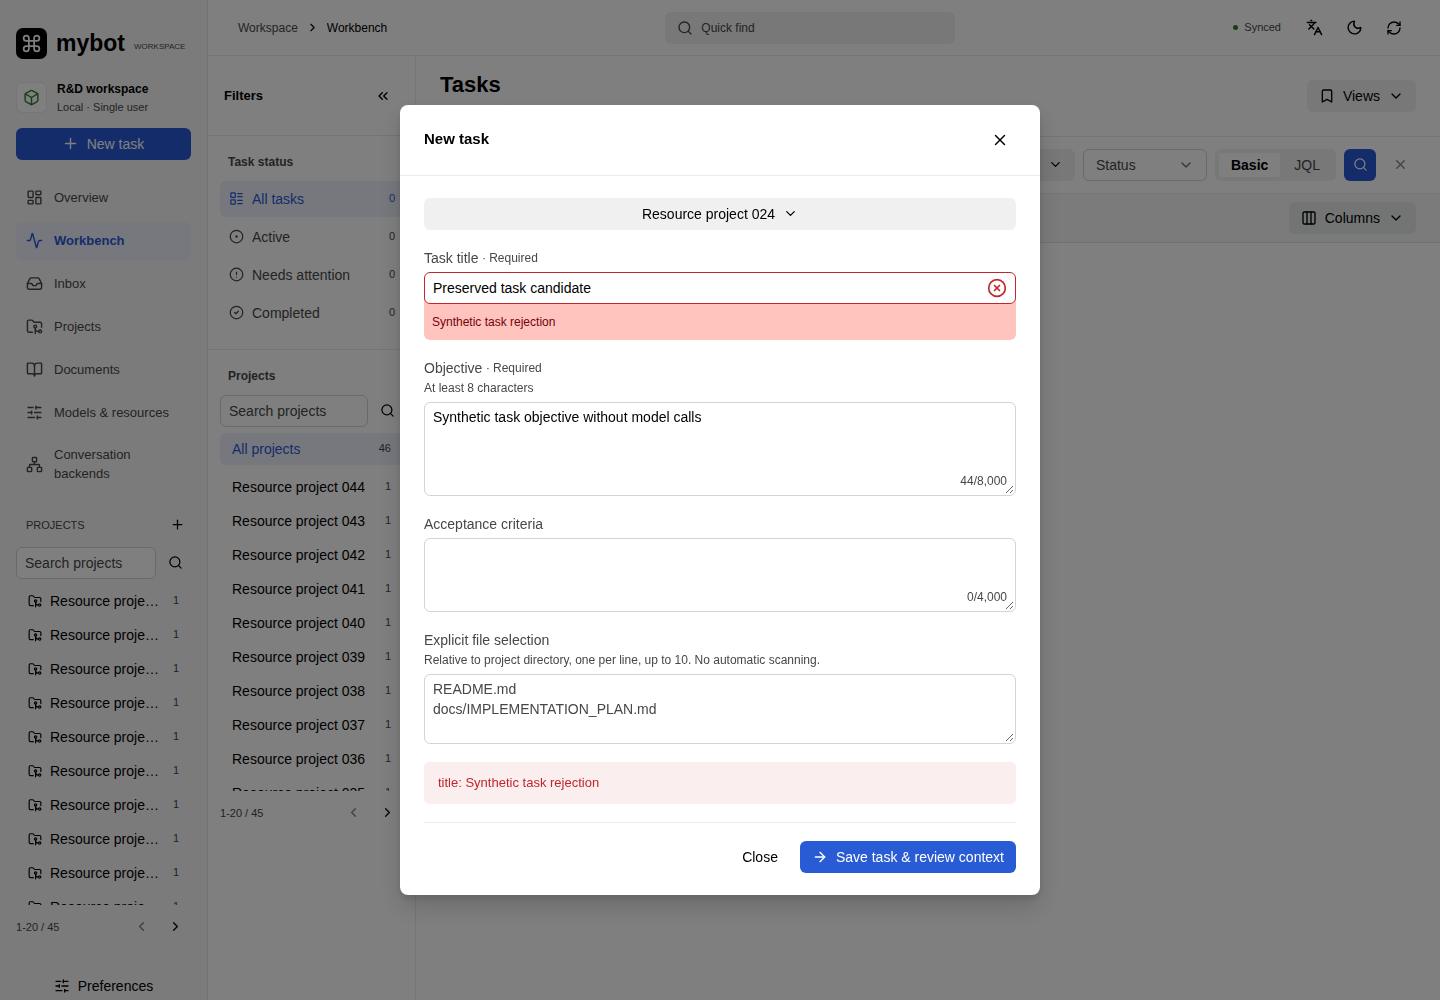 mybot WORKSPACE
R&D workspace
Local · Single user
New task
Overview
Workbench
Inbox
Projects
Documents
Models & resources
Conversation
backends
PROJECTS
Search projects
Resource proje… 1
Resource proje… 1
Resource proje… 1
Resource proje… 1
Resource proje… 1
Resource proje… 1
Resource proje… 1
Resource proje… 1
Resource proje… 1
1-20 / 45
Preferences
Workspace Workbench
Quick find
Synced
Filters
Task status
All tasks 0
Active 0
Needs attention 0
Completed 0
Projects
Search projects
All projects 46
Resource project 044 1
Resource project 043 1
Resource project 042 1
Resource project 041 1
Resource project 040 1
Resource project 039 1
Resource project 038 1
Resource project 037 1
Resource project 036 1
1-20 / 45
Tasks
Views
Status
Basic
JQL
Columns
New task
Resource project 024
Task title · Required
Preserved task candidate
Synthetic task rejection
Objective · Required
At least 8 characters
Synthetic task objective without model calls
44/8,000
Acceptance criteria
0/4,000
Explicit file selection
Relative to project directory, one per line, up to 10. No automatic scanning.
README.md
docs/IMPLEMENTATION_PLAN.md
title: Synthetic task rejection
Close
Save task & review context